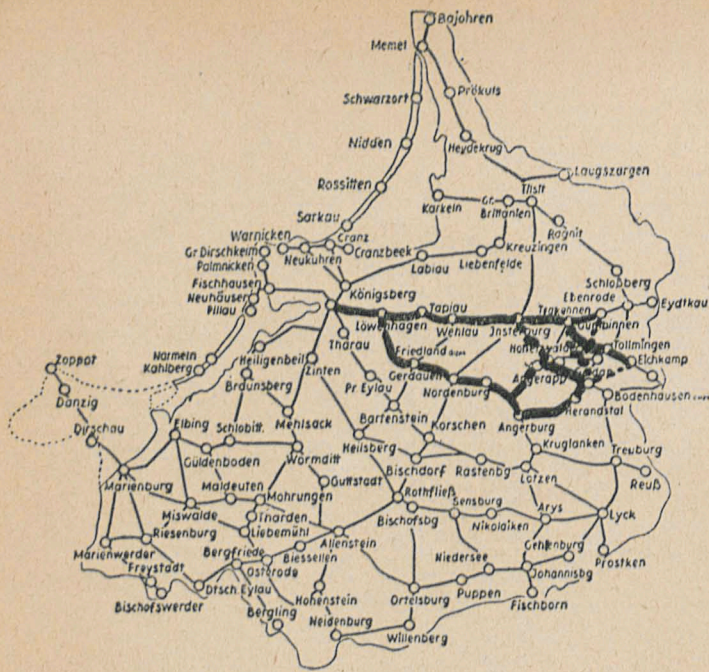 Bajohren
Memel
Prökuls
Schwarzort
Nidden
Heydekrug
Laugszargen
Rossitten
Karkeln
Gr. Brittanien
Tilsit
Sarkau
Ragnit
Warnicken
Cranz
Cranzbeek
Kreuzingen
Gr Dirschkeim
Neukuhren
Labiau
Liebenfelde
Palmnicken
Schloßberg
Fischhausen
Königsberg
Ebenrode
Eydtkau
Neuhäuser
Pillau
Tapiau
Löwenhagen
Wehlau
Insterburg
Gumbinnen
Tharau
Tollmingen
Zoppot
Narmeln
Kahlberg
Heiligenbeil
Zinten
Friedland
Angerapp
Elchkamp
Gerdauen
Braunsberg
Pr. Eylau
Nordenburg
Bodenhausen
Danzig
Herandstal
Bartenstein
Dirschau
Elbing
Schlobitt.
Mehlsack
Korschen
Angerburg
Güldenboden
Wormditt
Heilsberg
Kruglanken
Treuburg
Marienburg
Bischdorf
Rastenbg
Lötzen
Reuß
Maldeuten
Mohrungen
Guttstadt
Rothfließ
Sensburg
Arys
Lyck
Miswalde
Tharden
Bischofsbg
Nikolaiken
Riesenburg
Liebemühl
Allenstein
Marienwerder
Bergfriede
Biessellen
Niedersee
Gehlenburg
Prostken
Freystadt
Osterode
Johannisbg
Dtsch. Eylau
Hohenstein
Ortelsburg
Puppen
Fischborn
Bischofswerder
Bergling
Neidenburg
Willenberg